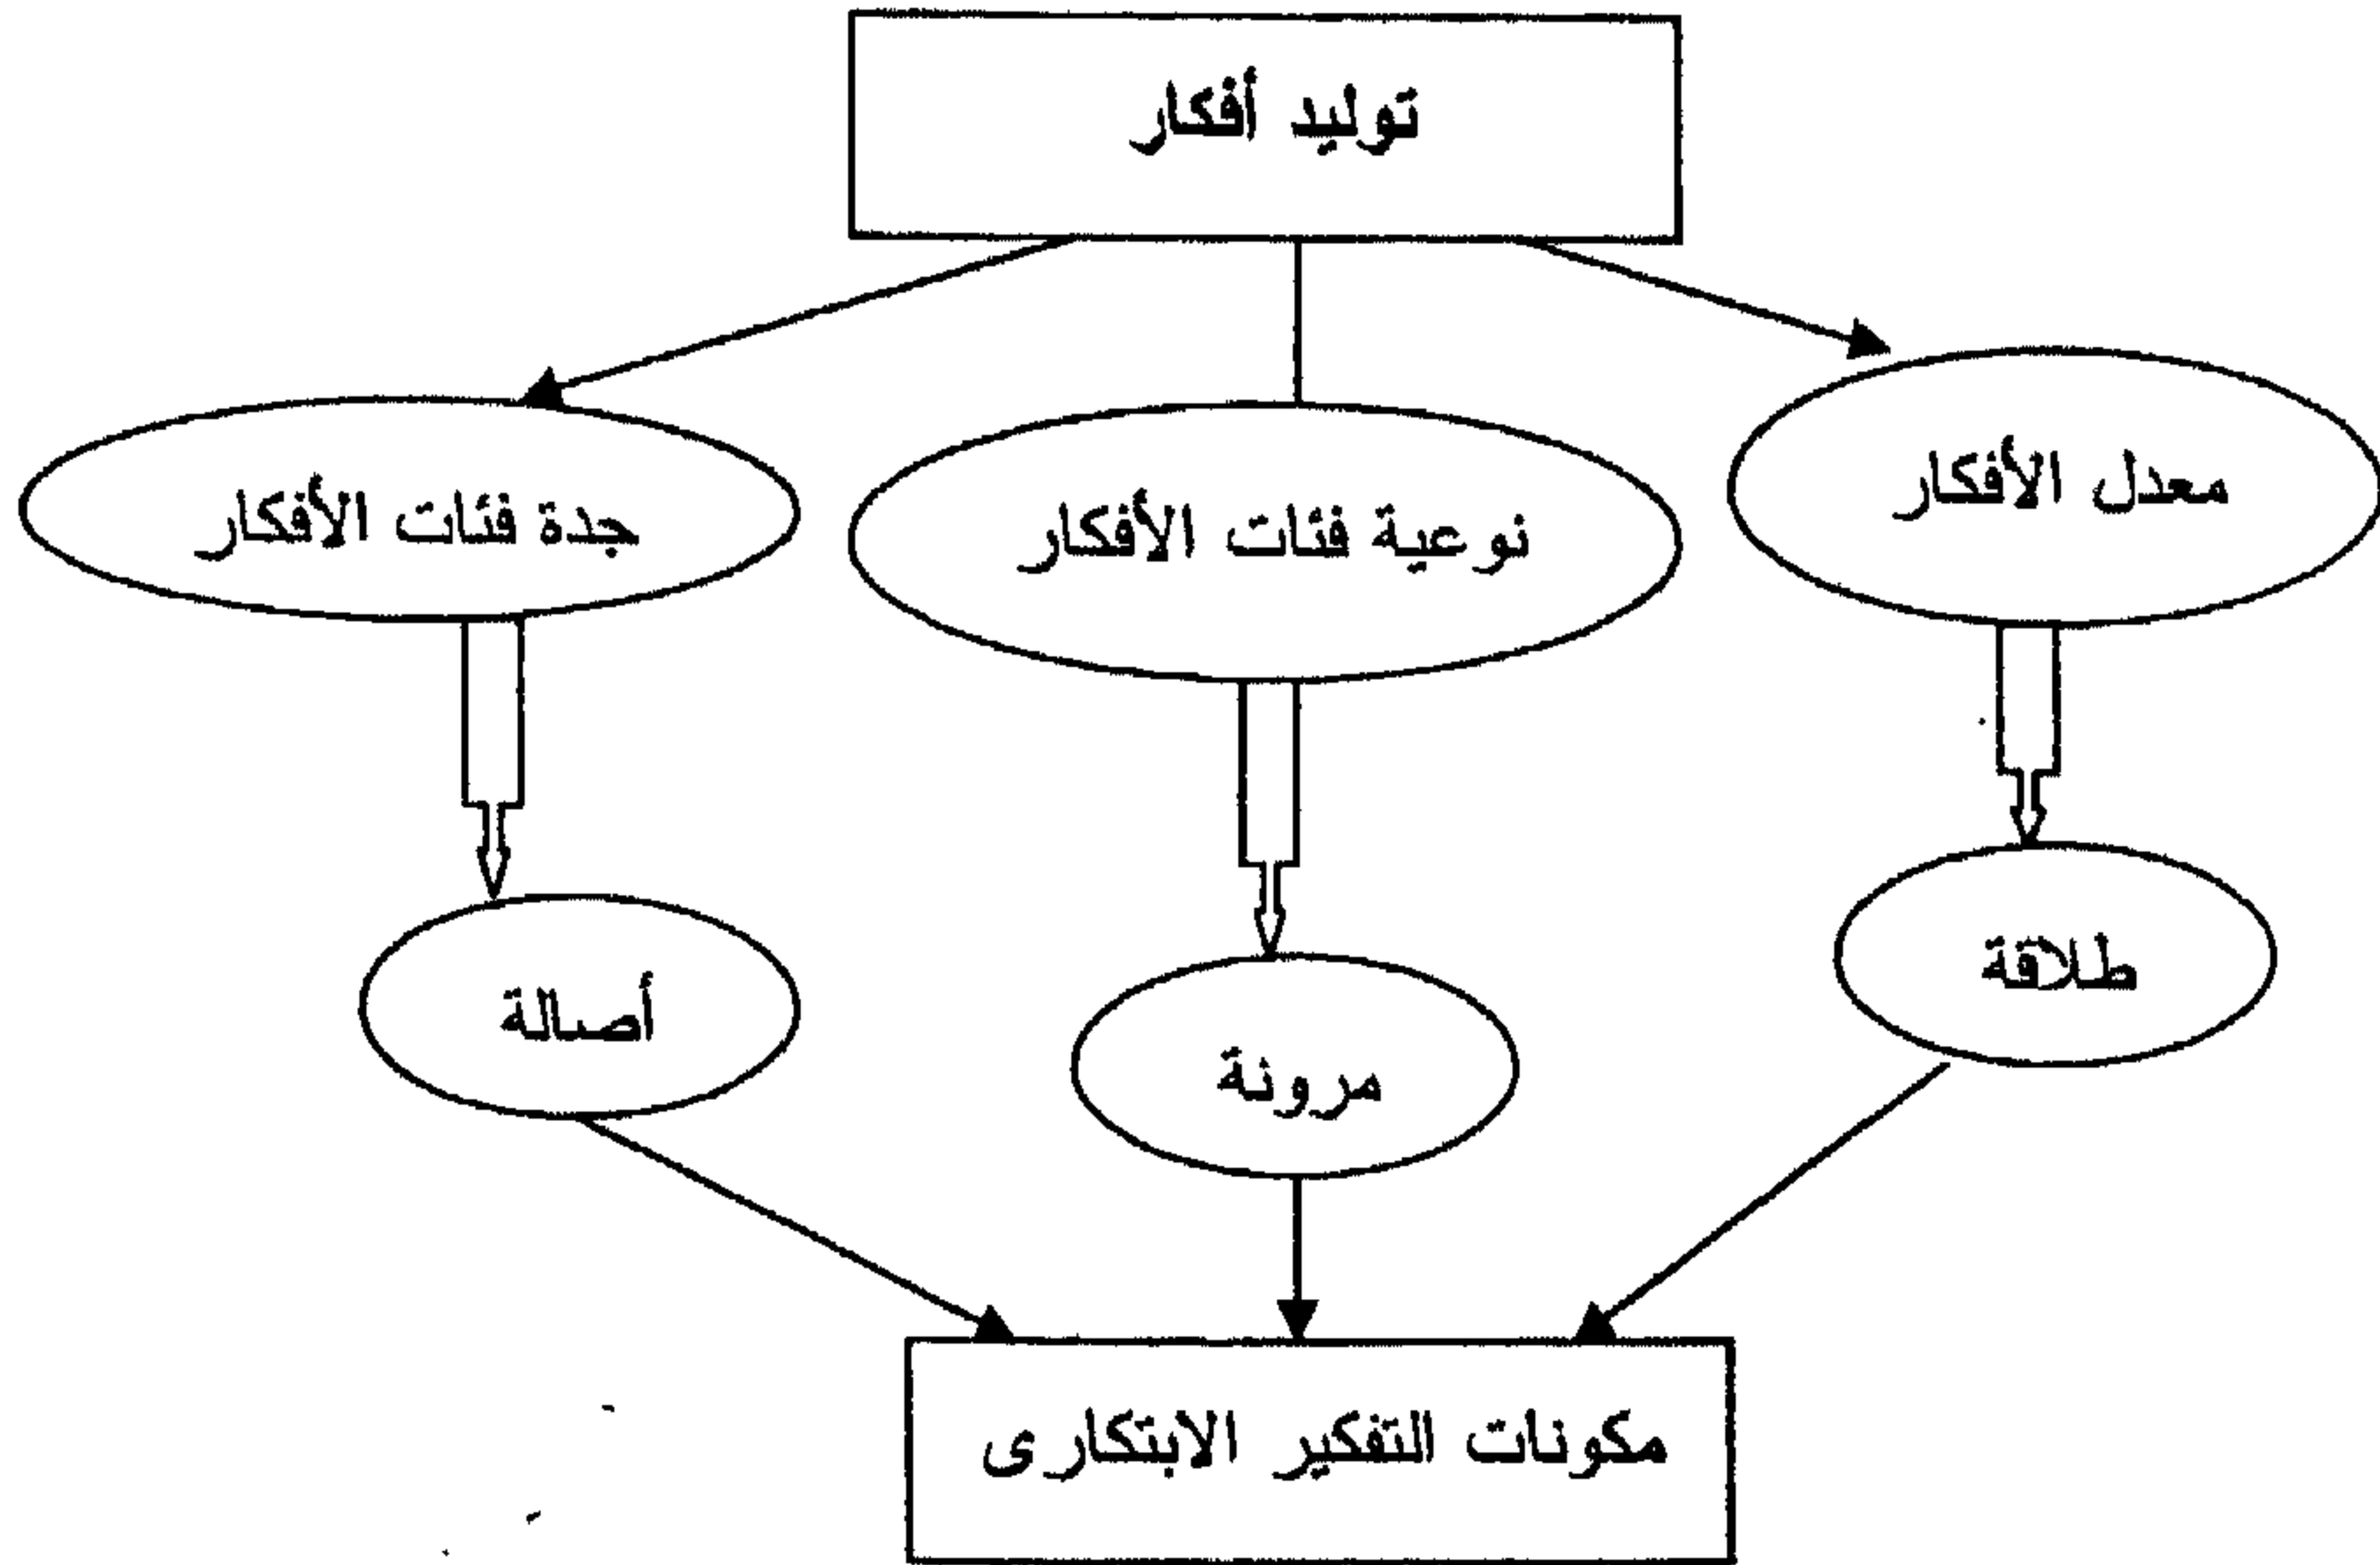 توليد أفكار
معدل الأفكار
نوعية فئات الأفكار
جدة فئات الأفكار
طلاقة
مرونة
أصالة
مكونات التفكير الابتكارى